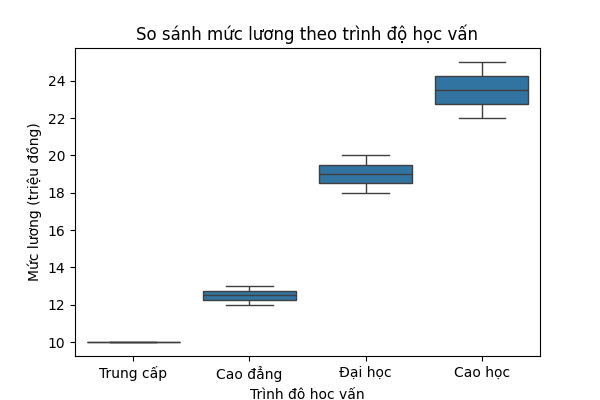 So sánh mức lương theo trình độ học vấn
Mức lương (triệu đồng)
24
22
20
18
16
14
12
10
Trung cấp Cao đẳng Đại học Cao học
Trình độ học vấn